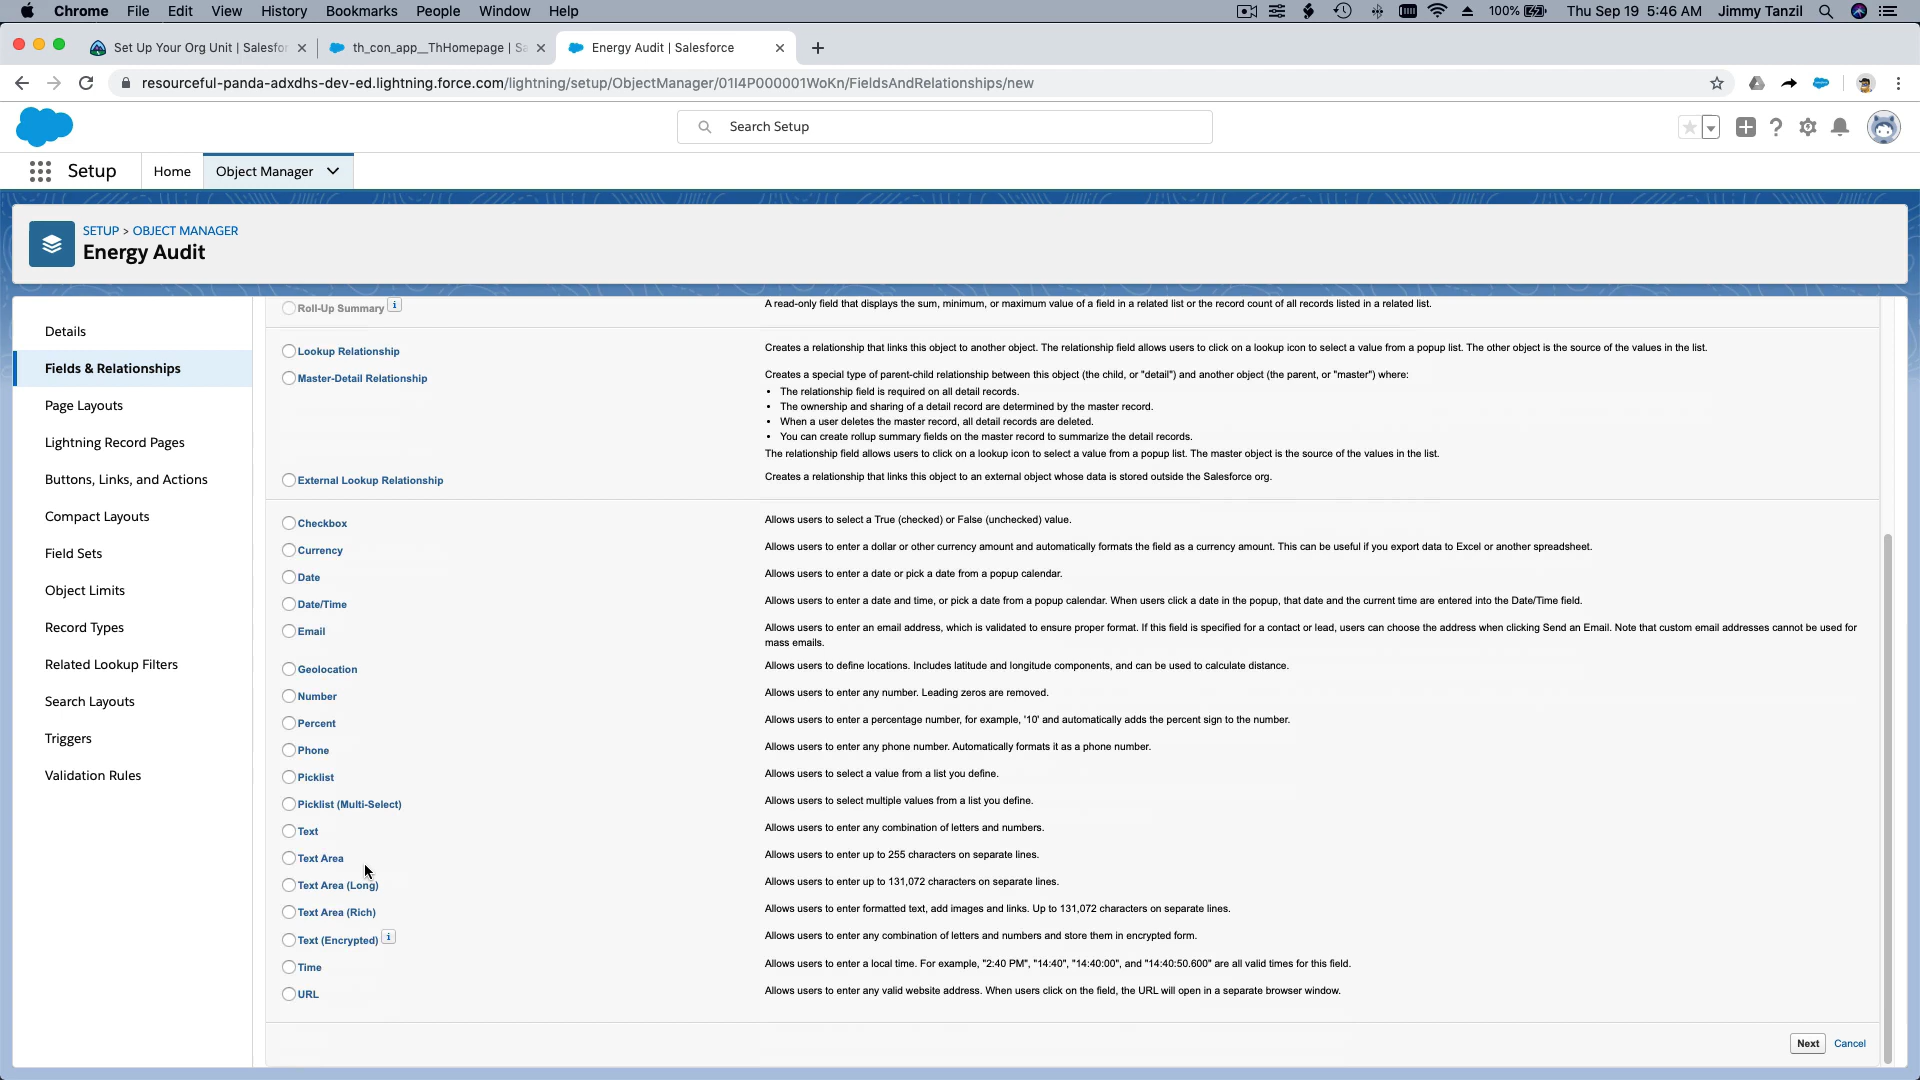 Chrome File Edit View History Bookmarks People Window Help 100% Thu Sep 19 5:46 AM Jimmy Tanzil
Set Up Your Org Unit | Salesfo th_con_app__ThHomepage | Sa Energy Audit | Salesforce
resourceful-panda-adxdhs-dev-ed.lightning.force.com/lightning/setup/ObjectManager/01I4P000001WoKn/FieldsAndRelationships/new
Search Setup
Setup Home Object Manager
SETUP > OBJECT MANAGER
Energy Audit
Details
Fields & Relationships
Page Layouts
Lightning Record Pages
Buttons, Links, and Actions
Compact Layouts
Field Sets
Object Limits
Record Types
Related Lookup Filters
Search Layouts
Triggers
Validation Rules
Roll-Up Summary i A read-only field that displays the sum, minimum, or maximum value of a field in a related list or the record count of all records listed in a related list.
Lookup Relationship Creates a relationship that links this object to another object. The relationship field allows users to click on a lookup icon to select a value from a popup list. The other object is the source of the values in the list.
Master-Detail Relationship Creates a special type of parent-child relationship between this object (the child, or "detail") and another object (the parent, or "master") where:
• The relationship field is required on all detail records.
• The ownership and sharing of a detail record are determined by the master record.
• When a user deletes the master record, all detail records are deleted.
• You can create rollup summary fields on the master record to summarize the detail records.
The relationship field allows users to click on a lookup icon to select a value from a popup list. The master object is the source of the values in the list.
External Lookup Relationship Creates a relationship that links this object to an external object whose data is stored outside the Salesforce org.
Checkbox Allows users to select a True (checked) or False (unchecked) value.
Currency Allows users to enter a dollar or other currency amount and automatically formats the field as a currency amount. This can be useful if you export data to Excel or another spreadsheet.
Date Allows users to enter a date or pick a date from a popup calendar.
Date/Time Allows users to enter a date and time, or pick a date from a popup calendar. When users click a date in the popup, that date and the current time are entered into the Date/Time field.
Email Allows users to enter an email address, which is validated to ensure proper format. If this field is specified for a contact or lead, users can choose the address when clicking Send an Email. Note that custom email addresses cannot be used for
mass emails.
Geolocation Allows users to define locations. Includes latitude and longitude components, and can be used to calculate distance.
Number Allows users to enter any number. Leading zeros are removed.
Percent Allows users to enter a percentage number, for example, '10' and automatically adds the percent sign to the number.
Phone Allows users to enter any phone number. Automatically formats it as a phone number.
Picklist Allows users to select a value from a list you define.
Picklist (Multi-Select) Allows users to select multiple values from a list you define.
Text Allows users to enter any combination of letters and numbers.
Text Area Allows users to enter up to 255 characters on separate lines.
Text Area (Long) Allows users to enter up to 131,072 characters on separate lines.
Text Area (Rich) Allows users to enter formatted text, add images and links. Up to 131,072 characters on separate lines.
Text (Encrypted) i Allows users to enter any combination of letters and numbers and store them in encrypted form.
Time Allows users to enter a local time. For example, "2:40 PM", "14:40", "14:40:00", and "14:40:50.600" are all valid times for this field.
URL Allows users to enter any valid website address. When users click on the field, the URL will open in a separate browser window.
Next Cancel